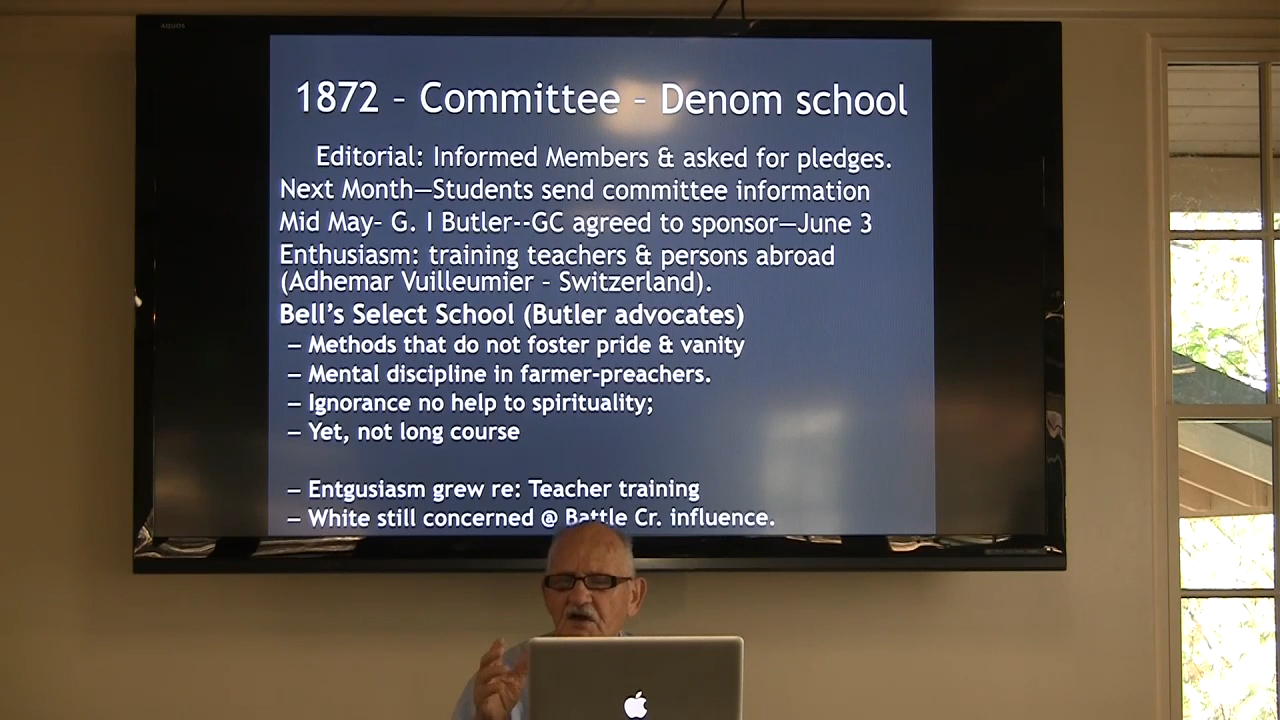 AQUOS
1872 – Committee – Denom school
Editorial: Informed Members & asked for pledges.
Next Month—Students send committee information
Mid May– G. I Butler--GC agreed to sponsor—June 3
Enthusiasm: training teachers & persons abroad
(Adhemar Vuilleumier – Switzerland).
Bell’s Select School (Butler advocates)
– Methods that do not foster pride & vanity
– Mental discipline in farmer-preachers.
– Ignorance no help to spirituality;
– Yet, not long course
– Entgusiasm grew re: Teacher training
– White still concerned @ Battle Cr. influence.